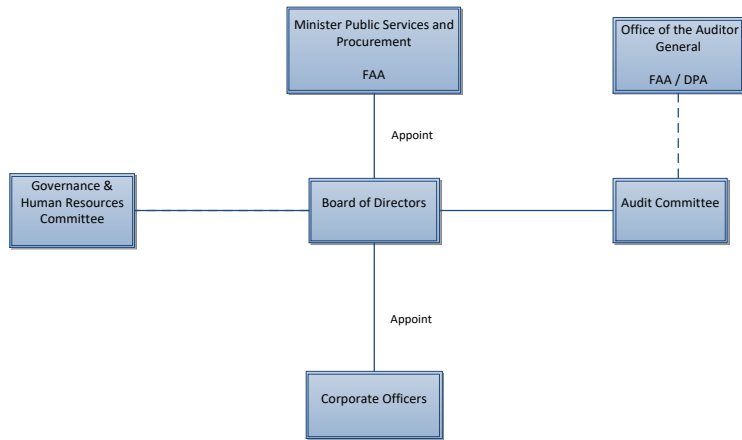 Minister Public Services and
Procurement
FAA
Office of the Auditor
General
FAA / DPA
Appoint
Governance &
Human Resources
Committee
Board of Directors
Audit Committee
Appoint
Corporate Officers